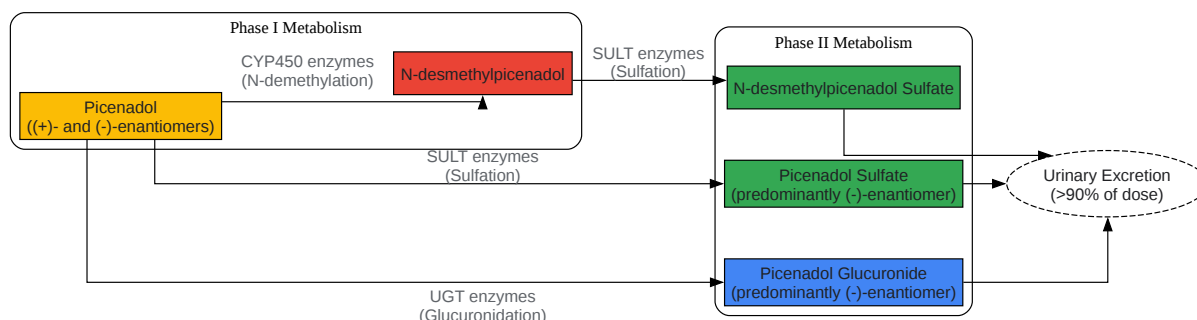 Phase I Metabolism
CYP450 enzymes
(N-demethylation)
N-desmethylpicenadol
Picenadol
((+)- and (-)-enantiomers)
SULT enzymes
(Sulfation)
SULT enzymes
(Sulfation)
UGT enzymes
(Glucuronidation)
Phase II Metabolism
N-desmethylpicenadol Sulfate
Picenadol Sulfate
(predominantly (-)-enantiomer)
Picenadol Glucuronide
(predominantly (-)-enantiomer)
Urinary Excretion
(>90% of dose)